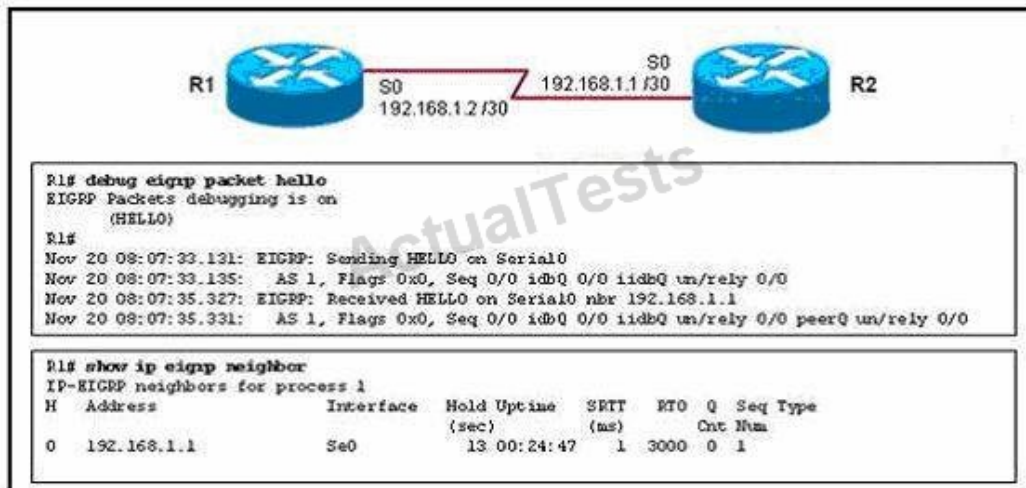 S0
192.168.1.1 /30
R1
R2
S0
192.168.1.2 /30
ActualTests
R1# debug eigrp packet hello
EIGRP Packets debugging is on
(HELLO)
R1#
Nov 20 08:07:33.131: EIGRP: Sending HELLO on Serial0
Nov 20 08:07:33.135: AS 1, Flags 0x0, Seq 0/0 idbQ 0/0 iidbQ un/rely 0/0
Nov 20 08:07:35.327: EIGRP: Received HELLO on Serial0 nbr 192.168.1.1
Nov 20 08:07:35.331: AS 1, Flags 0x0, Seq 0/0 idbQ 0/0 iidbQ un/rely 0/0 peerQ un/rely 0/0
R1# show ip eigrp neighbor
IP-EIGRP neighbors for process 1
H Address Interface Hold Uptime SRTT RTO Q Seq Type
(sec) (ms) Cnt Num
0 192.168.1.1 Se0 13 00:24:47 1 3000 0 1